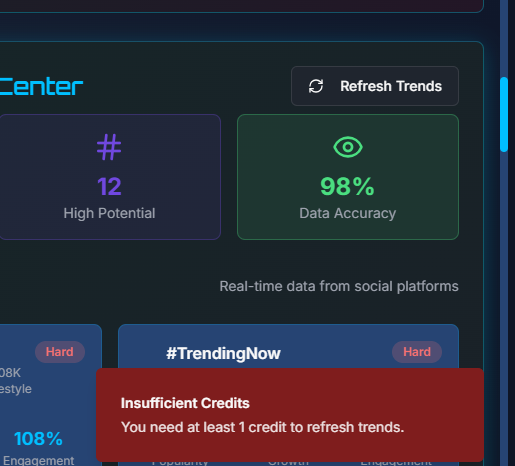 Center
Refresh Trends
12
High Potential
98%
Data Accuracy
Real-time data from social platforms
Hard
08K
estyle
108%
Engagement
#TrendingNow
Hard
Insufficient Credits
You need at least 1 credit to refresh trends.
Popularity
Growth
Engagement